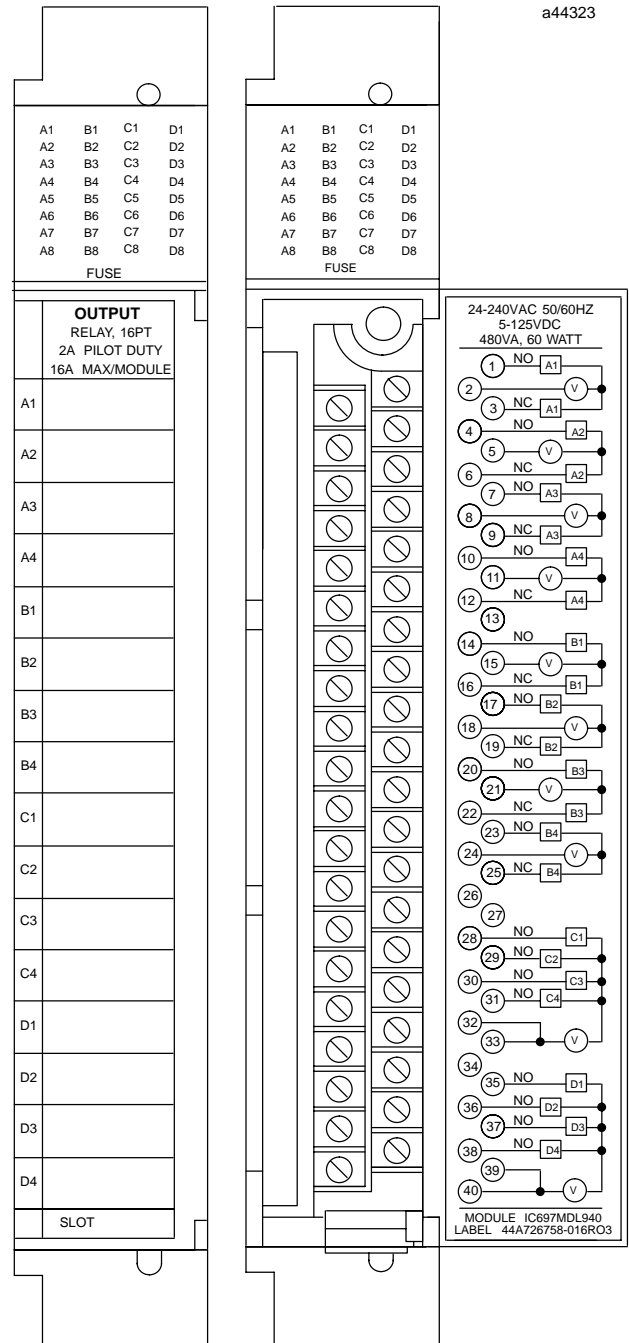 a44323
A1 B1 C1 D1
A2 B2 C2 D2
A3 B3 C3 D3
A4 B4 C4 D4
A5 B5 C5 D5
A6 B6 C6 D6
A7 B7 C7 D7
A8 B8 C8 D8
FUSE
OUTPUT
RELAY, 16PT
2A PILOT DUTY
16A MAX/MODULE
A1
A2
A3
A4
B1
B2
B3
B4
C1
C2
C3
C4
D1
D2
D3
D4
SLOT
A1 B1 C1 D1
A2 B2 C2 D2
A3 B3 C3 D3
A4 B4 C4 D4
A5 B5 C5 D5
A6 B6 C6 D6
A7 B7 C7 D7
A8 B8 C8 D8
FUSE
24-240VAC 50/60HZ
5-125VDC
480VA, 60 WATT
1 NO A1
2 V
3 NC A1
4 NO A2
5 V
6 NC A2
7 NO A3
8 V
9 NC A3
10 NO A4
11 V
12 NC A4
13
14 NO B1
15 V
16 NC B1
17 NO B2
18 V
19 NC B2
20 NO B3
21 V
22 NC B3
23 NO B4
24 V
25 NC B4
26
27
28 NO C1
29 NO C2
30 NO C3
31 NO C4
32
33 V
34
35 NO D1
36 NO D2
37 NO D3
38 NO D4
39
40 V
MODULE IC697MDL940
LABEL 44A726758-016RO3